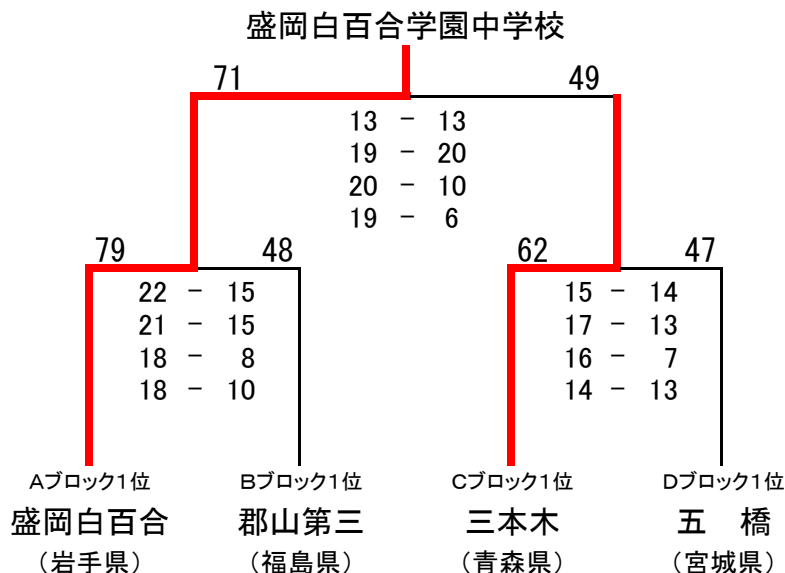 盛岡白百合学園中学校
71 49
13 - 13
19 - 20
20 - 10
19 - 6
79 48 62 47
22 - 15 15 - 14
21 - 15 17 - 13
18 - 8 16 - 7
18 - 10 14 - 13
Aブロック1位 Bブロック1位 Cブロック1位 Dブロック1位
盛岡白百合 郡山第三 三本木 五　橋
（岩手県） （福島県） （青森県） （宮城県）